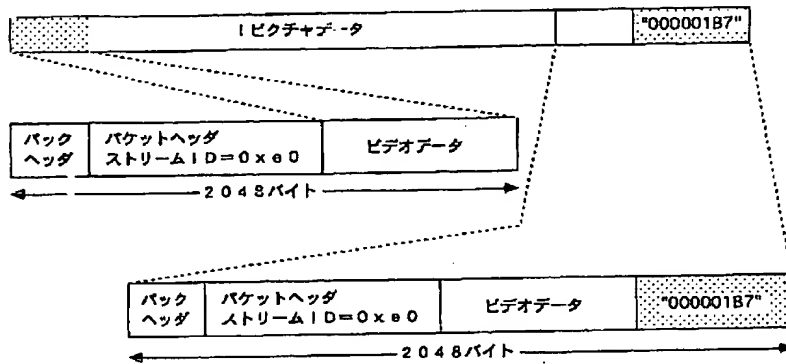 Iピクチャデータ
"000001B7"
パック
ヘッダ
パケットヘッダ
ストリームID=0xe0
ビデオデータ
2048バイト
パック
ヘッダ
パケットヘッダ
ストリームID=0xe0
ビデオデータ
"000001B7"
2048バイト